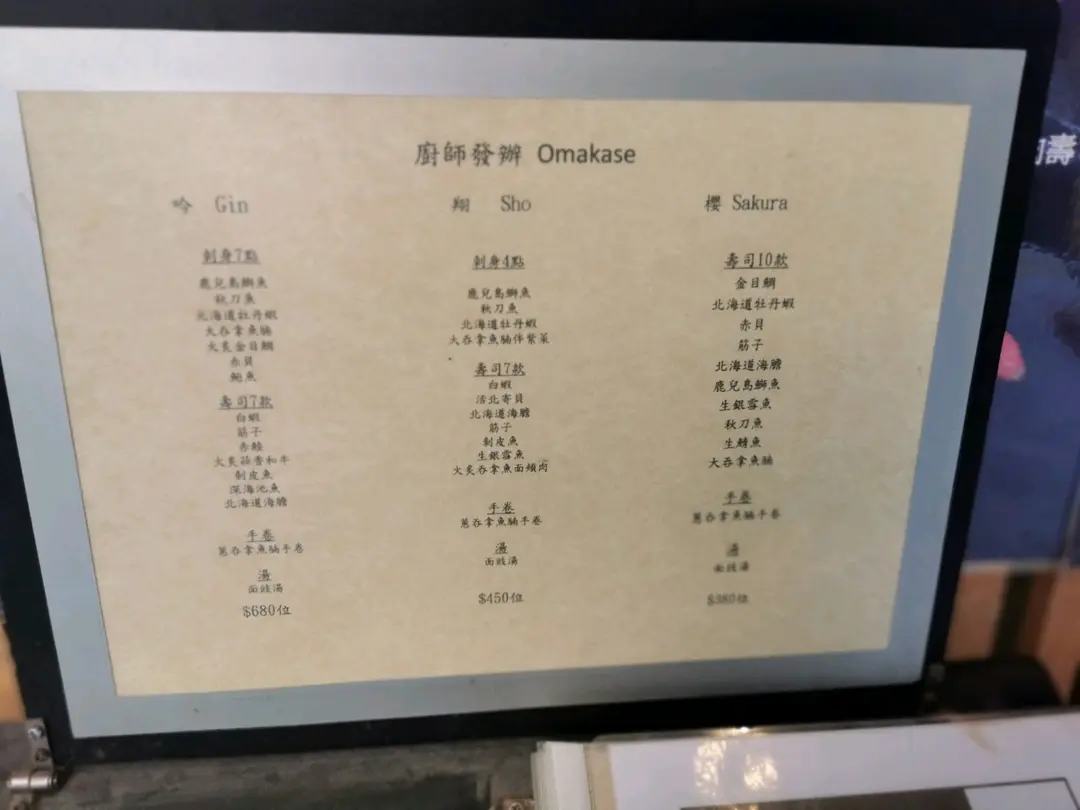 廚師發辦 Omakase
吟 Gin
刺身7點
鹿兒島鰤魚
秋刀魚
北海道牡丹蝦
大吞拿魚腩
火炙金目鯛
赤貝
鮑魚
壽司7款
白蝦
筋子
赤睦
火炙蒜香和牛
剝皮魚
深海池魚
北海道海膽
手卷
蔥吞拿魚腩手卷
湯
面豉湯
$680位
翔 Sho
刺身4點
鹿兒島鰤魚
秋刀魚
北海道牡丹蝦
大吞拿魚腩伴紫菜
壽司7款
白蝦
活北寄貝
北海道海膽
筋子
剝皮魚
生銀雪魚
火炙吞拿魚面頰肉
手卷
蔥吞拿魚腩手卷
湯
面豉湯
$450位
櫻 Sakura
壽司10款
金目鯛
北海道牡丹蝦
赤貝
筋子
北海道海膽
鹿兒島鰤魚
生銀雪魚
秋刀魚
生鯖魚
大吞拿魚腩
手卷
蔥吞拿魚腩手卷
湯
面豉湯
$380位
壽